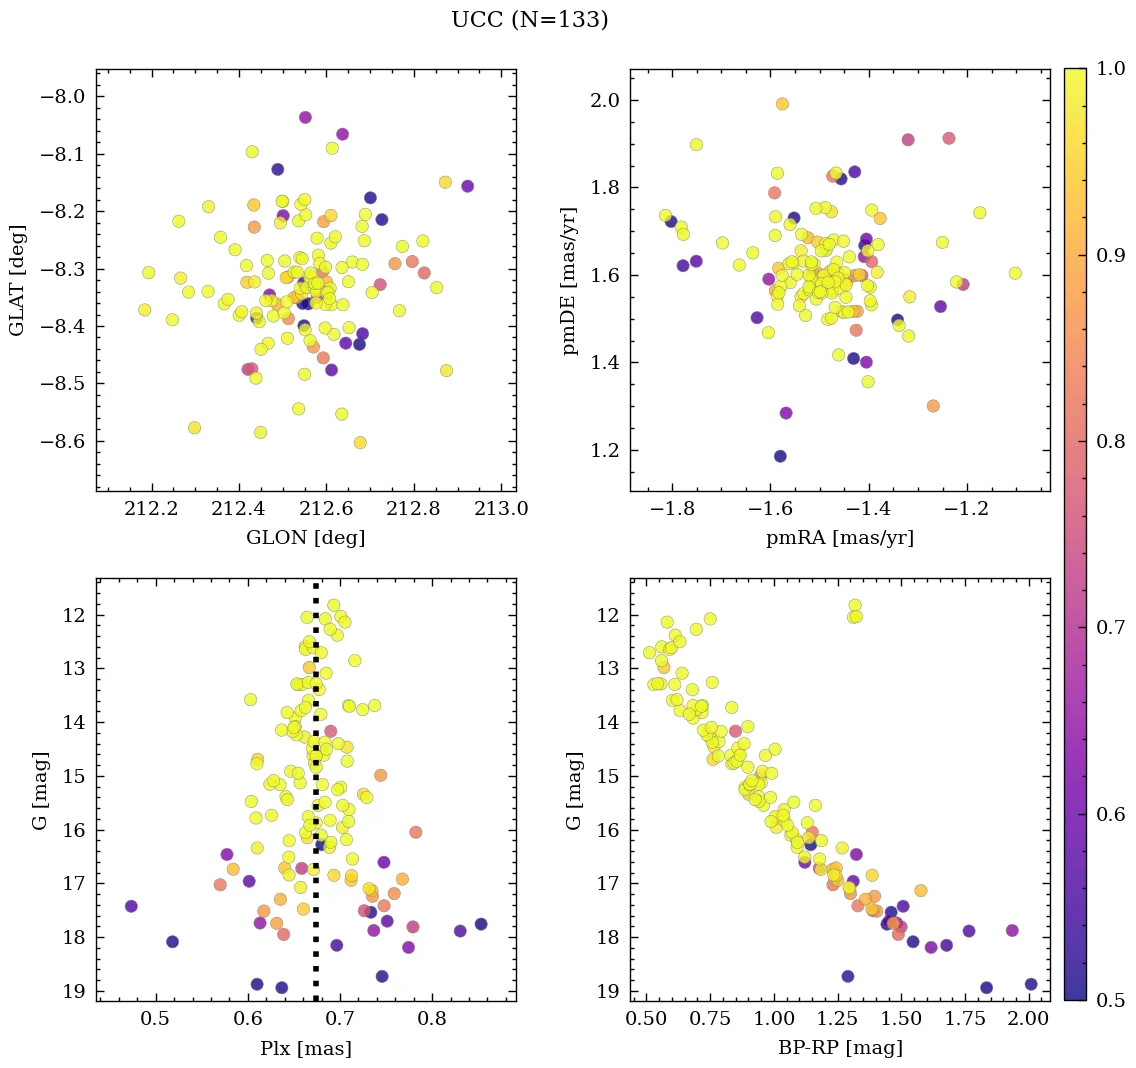 UCC (N=133)
−8.0
−8.1
−8.2
−8.3
−8.4
−8.5
−8.6
GLAT [deg]
212.2 212.4 212.6 212.8 213.0
GLON [deg]
2.0
1.8
1.6
1.4
1.2
pmDE [mas/yr]
−1.8 −1.6 −1.4 −1.2
pmRA [mas/yr]
12
13
14
15
16
17
18
19
G [mag]
0.5 0.6 0.7 0.8
Plx [mas]
12
13
14
15
16
17
18
19
G [mag]
0.50 0.75 1.00 1.25 1.50 1.75 2.00
BP-RP [mag]
1.0
0.9
0.8
0.7
0.6
0.5